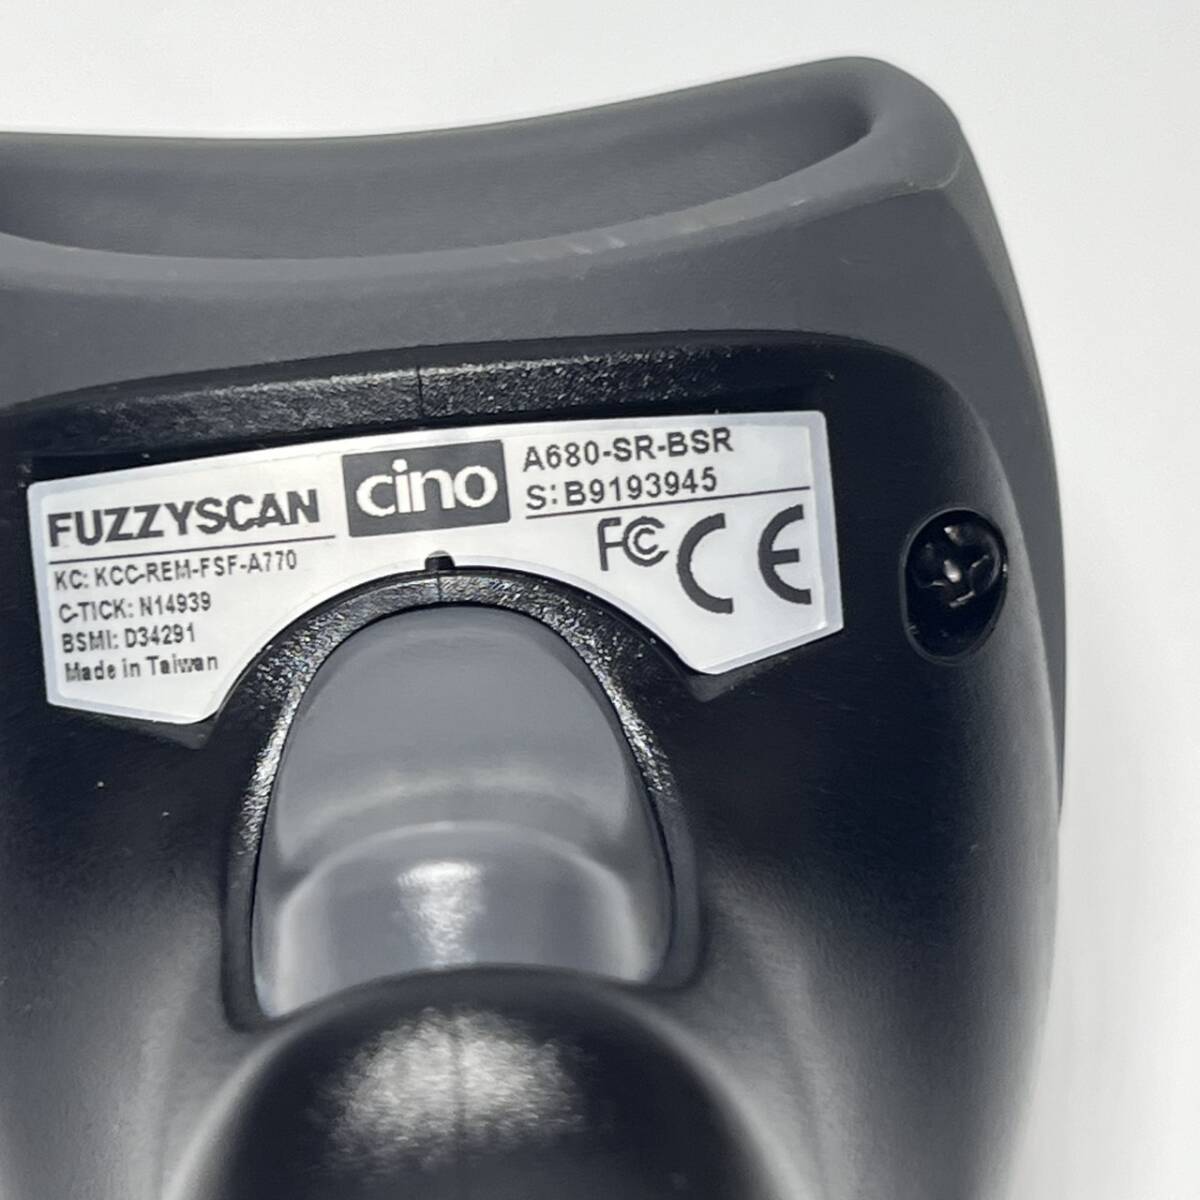 FUZZYSCAN
cino
A680-SR-BSR
S:B9193945
KC: KCC-REM-FSF-A770
C-TICK: N14939
BSMI: D34291
Made in Taiwan
FC CE